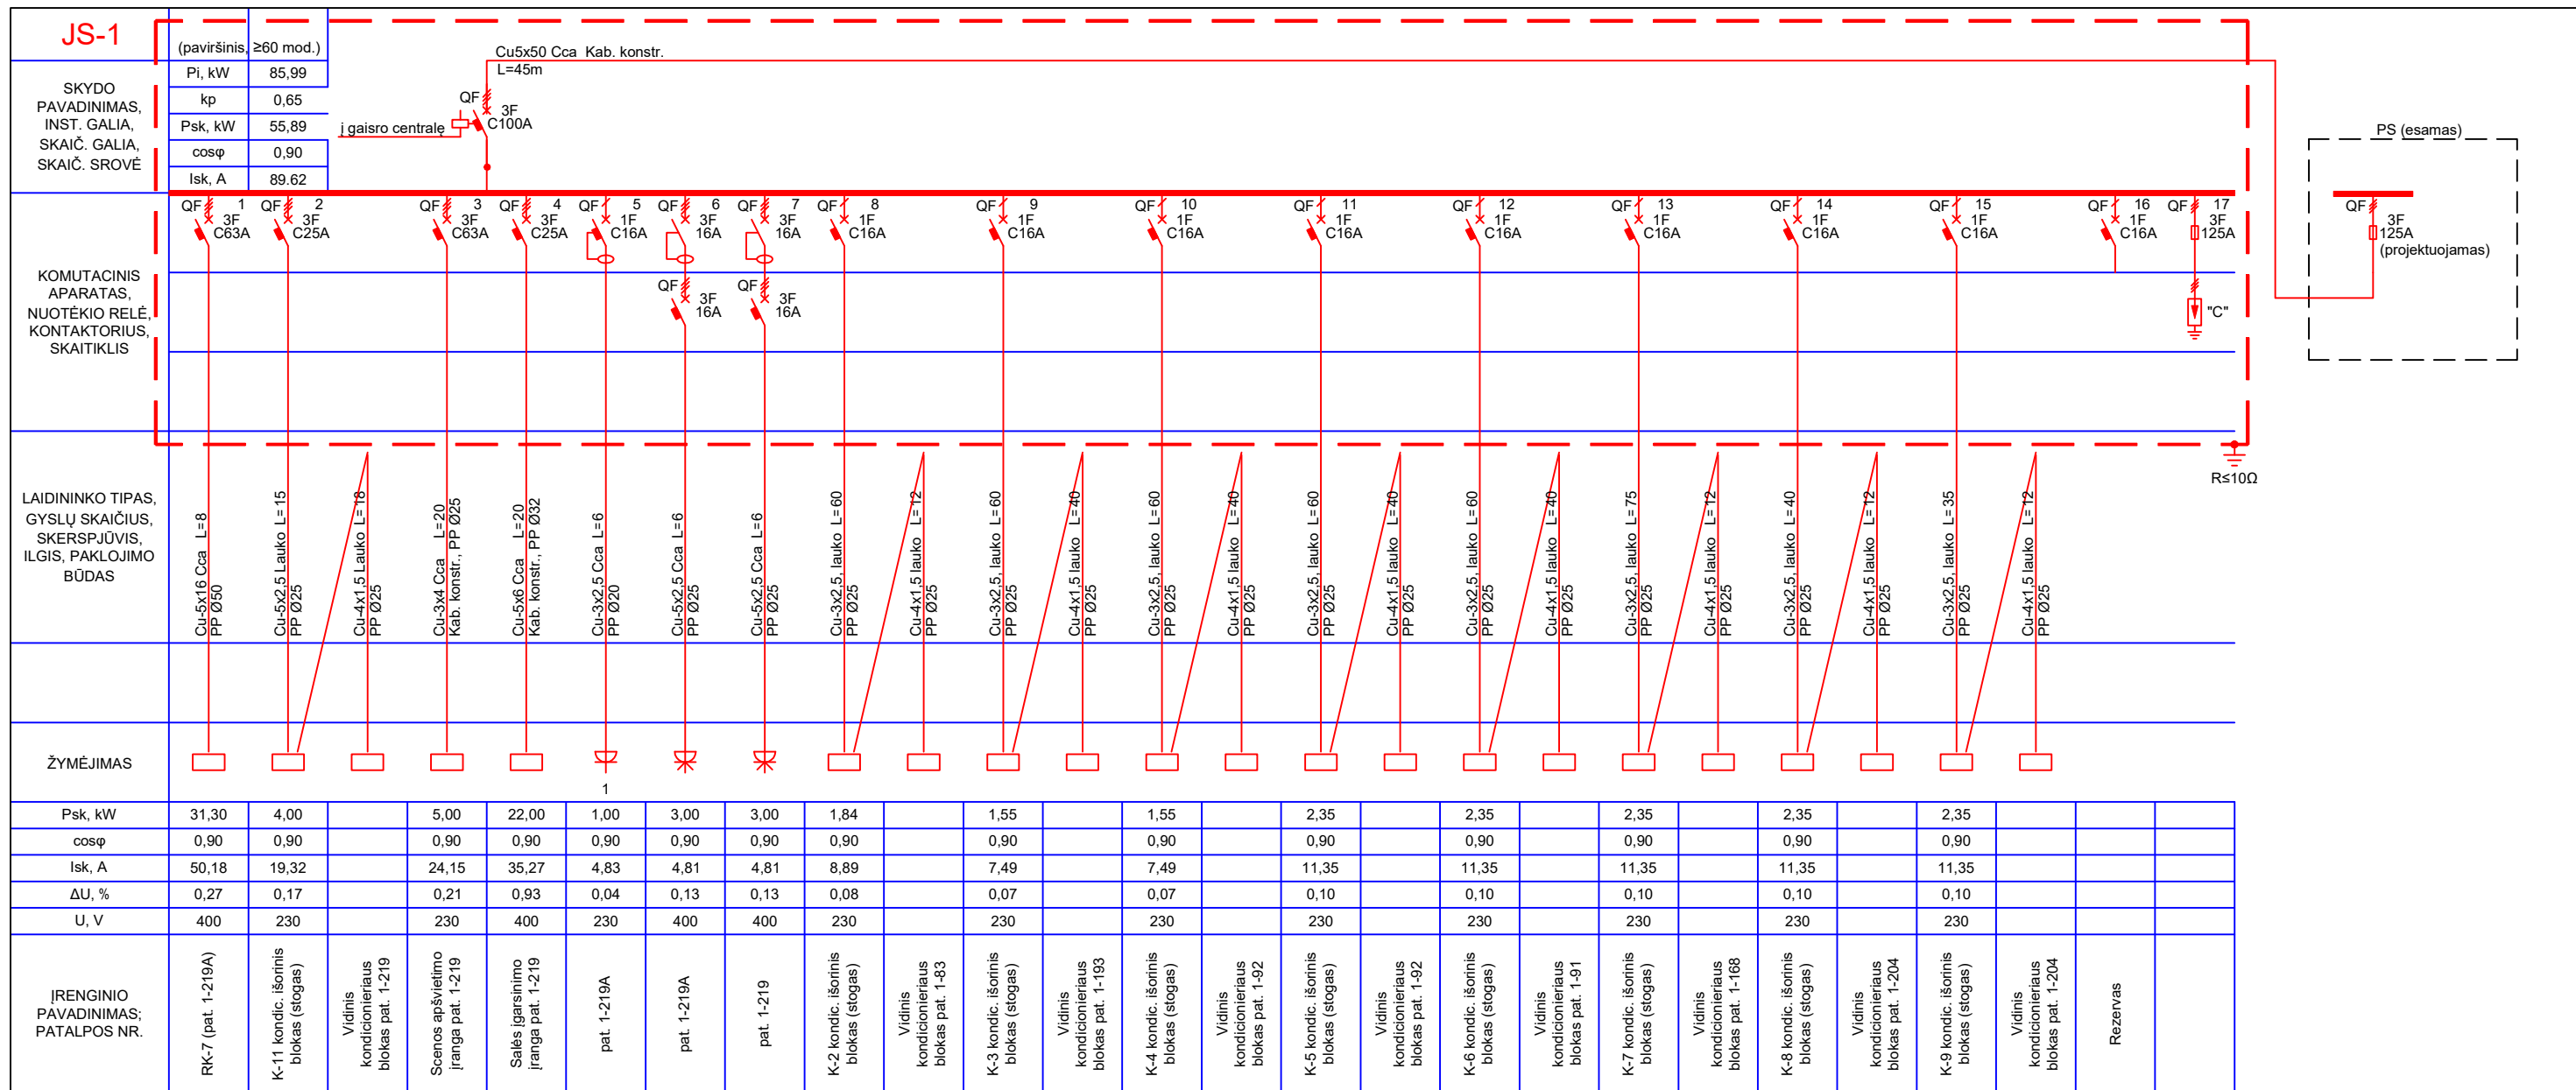 JS-1
(paviršinis, ≥60 mod.)
SKYDO
PAVADINIMAS,
INST. GALIA,
SKAIČ. GALIA,
SKAIČ. SROVĖ
Pi, kW 85,99
kp 0,65
Psk, kW 55,89
cosφ 0,90
Isk, A 89.62
Cu5x50 Cca Kab. konstr.
L=45m
QF
3F
C100A
į gaisro centralę
PS (esamas)
QF
3F
125A
(projektuojamas)
KOMUTACINIS
APARATAS,
NUOTĖKIO RELĖ,
KONTAKTORIUS,
SKAITIKLIS
QF 1
3F
C63A
QF 2
3F
C25A
QF 3
3F
C63A
QF 4
3F
C25A
QF 5
1F
C16A
QF 6
3F
16A
QF 3F
16A
QF 7
3F
16A
QF 3F
16A
QF 8
1F
C16A
QF 9
1F
C16A
QF 10
1F
C16A
QF 11
1F
C16A
QF 12
1F
C16A
QF 13
1F
C16A
QF 14
1F
C16A
QF 15
1F
C16A
QF 16
1F
C16A
QF 17
3F
125A
"C"
R≤10Ω
LAIDININKO TIPAS,
GYSLŲ SKAIČIUS,
SKERSPJŪVIS,
ILGIS, PAKLOJIMO
BŪDAS
Cu-5x16 Cca L=8
PP Ø50
Cu-5x2,5 Lauko L=15
PP Ø25
Cu-4x1,5 Lauko L=18
PP Ø25
Cu-3x4 Cca L=20
Kab. konstr., PP Ø25
Cu-5x6 Cca L=20
Kab. konstr., PP Ø32
Cu-3x2,5 Cca L=6
PP Ø20
Cu-5x2,5 Cca L=6
PP Ø25
Cu-5x2,5 Cca L=6
PP Ø25
Cu-3x2,5, lauko L=60
PP Ø25
Cu-4x1,5 lauko L=12
PP Ø25
Cu-3x2,5, lauko L=60
PP Ø25
Cu-4x1,5 lauko L=40
PP Ø25
Cu-3x2,5, lauko L=60
PP Ø25
Cu-4x1,5 lauko L=40
PP Ø25
Cu-3x2,5, lauko L=60
PP Ø25
Cu-4x1,5 lauko L=40
PP Ø25
Cu-3x2,5, lauko L=60
PP Ø25
Cu-4x1,5 lauko L=40
PP Ø25
Cu-3x2,5, lauko L=75
PP Ø25
Cu-4x1,5 lauko L=12
PP Ø25
Cu-3x2,5, lauko L=40
PP Ø25
Cu-4x1,5 lauko L=12
PP Ø25
Cu-3x2,5, lauko L=35
PP Ø25
Cu-4x1,5 lauko L=12
PP Ø25
ŽYMĖJIMAS
1
Psk, kW 31,30 4,00 5,00 22,00 1,00 3,00 3,00 1,84 1,55 1,55 2,35 2,35 2,35 2,35 2,35
cosφ 0,90 0,90 0,90 0,90 0,90 0,90 0,90 0,90 0,90 0,90 0,90 0,90 0,90 0,90 0,90
Isk, A 50,18 19,32 24,15 35,27 4,83 4,81 4,81 8,89 7,49 7,49 11,35 11,35 11,35 11,35 11,35
ΔU, % 0,27 0,17 0,21 0,93 0,04 0,13 0,13 0,08 0,07 0,07 0,10 0,10 0,10 0,10 0,10
U, V 400 230 230 400 230 400 400 230 230 230 230 230 230 230 230
ĮRENGINIO
PAVADINIMAS;
PATALPOS NR.
RK-7 (pat. 1-219A)
K-11 kondic. išorinis
blokas (stogas)
Vidinis
kondicionieriaus
blokas pat. 1-219
Scenos apšvietimo
įranga pat. 1-219
Salės įgarsinimo
įranga pat. 1-219
pat. 1-219A
pat. 1-219A
pat. 1-219
K-2 kondic. išorinis
blokas (stogas)
Vidinis
kondicionieriaus
blokas pat. 1-83
K-3 kondic. išorinis
blokas (stogas)
Vidinis
kondicionieriaus
blokas pat. 1-193
K-4 kondic. išorinis
blokas (stogas)
Vidinis
kondicionieriaus
blokas pat. 1-92
K-5 kondic. išorinis
blokas (stogas)
Vidinis
kondicionieriaus
blokas pat. 1-92
K-6 kondic. išorinis
blokas (stogas)
Vidinis
kondicionieriaus
blokas pat. 1-91
K-7 kondic. išorinis
blokas (stogas)
Vidinis
kondicionieriaus
blokas pat. 1-168
K-8 kondic. išorinis
blokas (stogas)
Vidinis
kondicionieriaus
blokas pat. 1-204
K-9 kondic. išorinis
blokas (stogas)
Vidinis
kondicionieriaus
blokas pat. 1-204
Rezervas